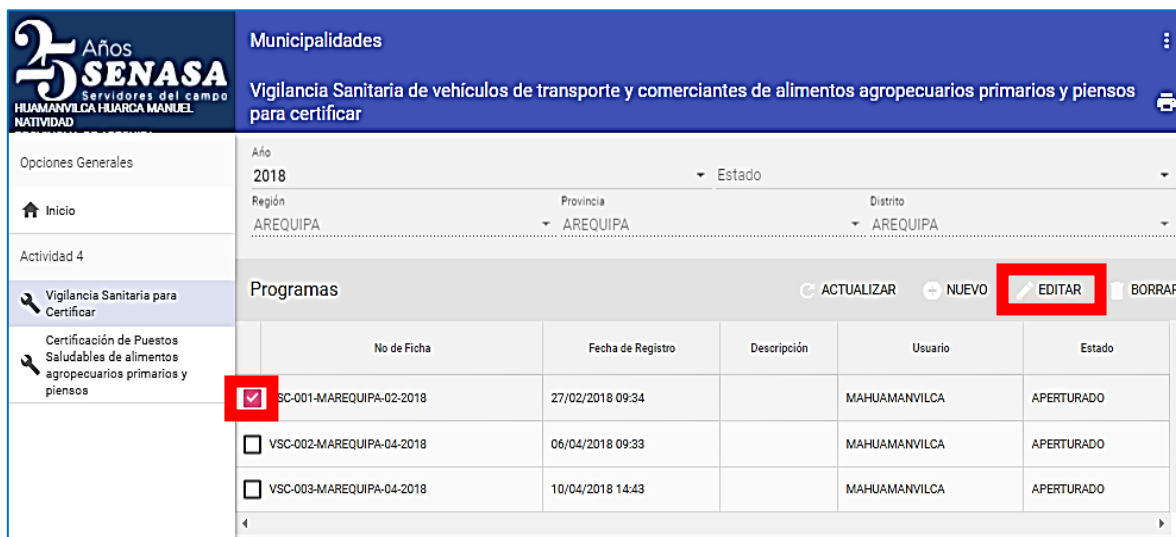 25 Años
SENASA
Servidores del campo
HUAMANVILCA HUARCA MANUEL
NATIVIDAD
Municipalidades
Vigilancia Sanitaria de vehículos de transporte y comerciantes de alimentos agropecuarios primarios y piensos
para certificar
Opciones Generales
Inicio
Actividad 4
Vigilancia Sanitaria para
Certificar
Certificación de Puestos
Saludables de alimentos
agropecuarios primarios y
piensos
Año
2018 Estado
Región Provincia Distrito
AREQUIPA AREQUIPA AREQUIPA
Programas ACTUALIZAR NUEVO EDITAR BORRAR
No de Ficha Fecha de Registro Descripción Usuario Estado
SC-001-MAREQUIPA-02-2018 27/02/2018 09:34 MAHUAMANVILCA APERTURADO
VSC-002-MAREQUIPA-04-2018 06/04/2018 09:33 MAHUAMANVILCA APERTURADO
VSC-003-MAREQUIPA-04-2018 10/04/2018 14:43 MAHUAMANVILCA APERTURADO